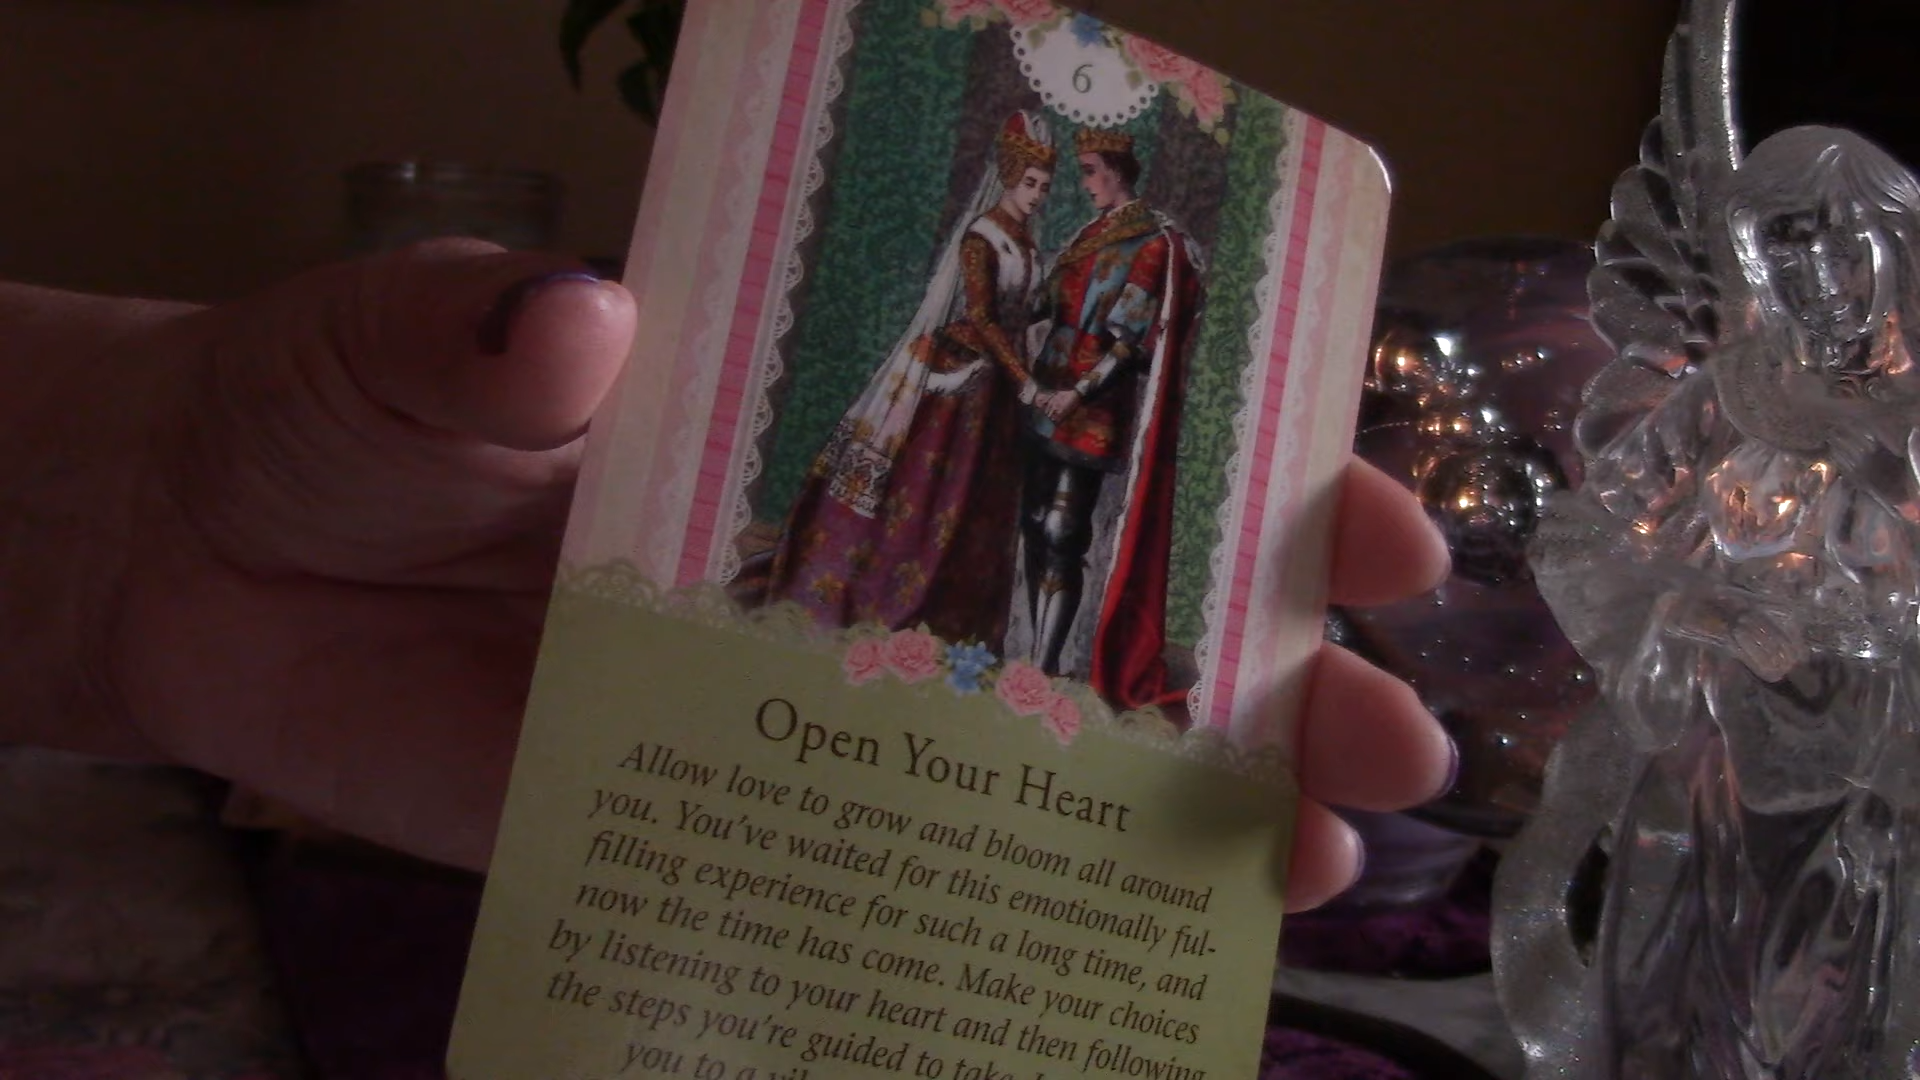 6
Open Your Heart
Allow love to grow and bloom all around
you. You've waited for this emotionally ful-
filling experience for such a long time, and
now the time has come. Make your choices
by listening to your heart and then following
the steps you're guided to take.
you to a